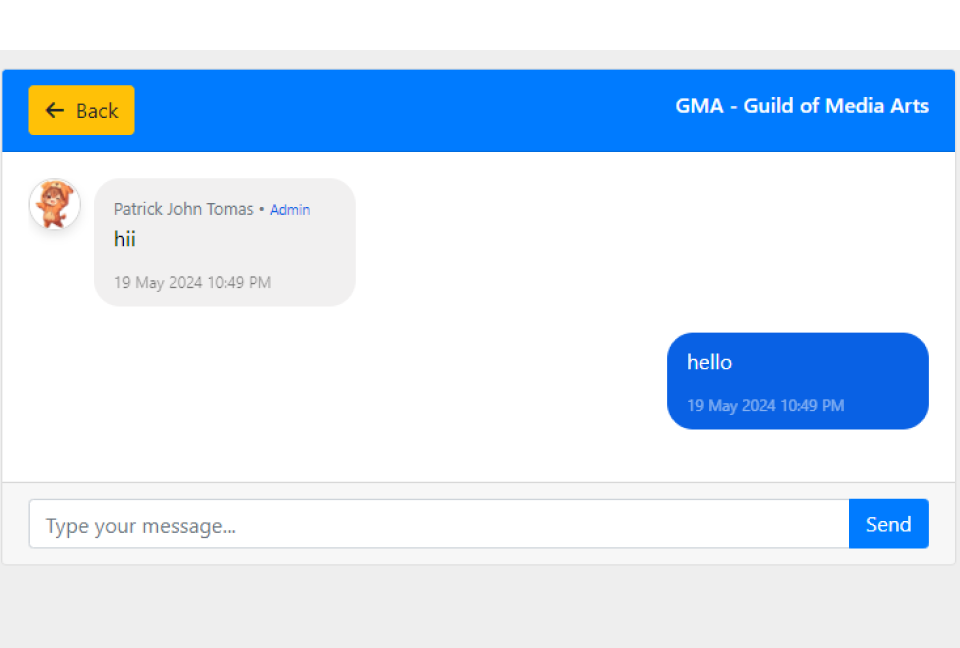 Back
GMA - Guild of Media Arts
Patrick John Tomas • Admin
hii
19 May 2024 10:49 PM
hello
19 May 2024 10:49 PM
Type your message...
Send